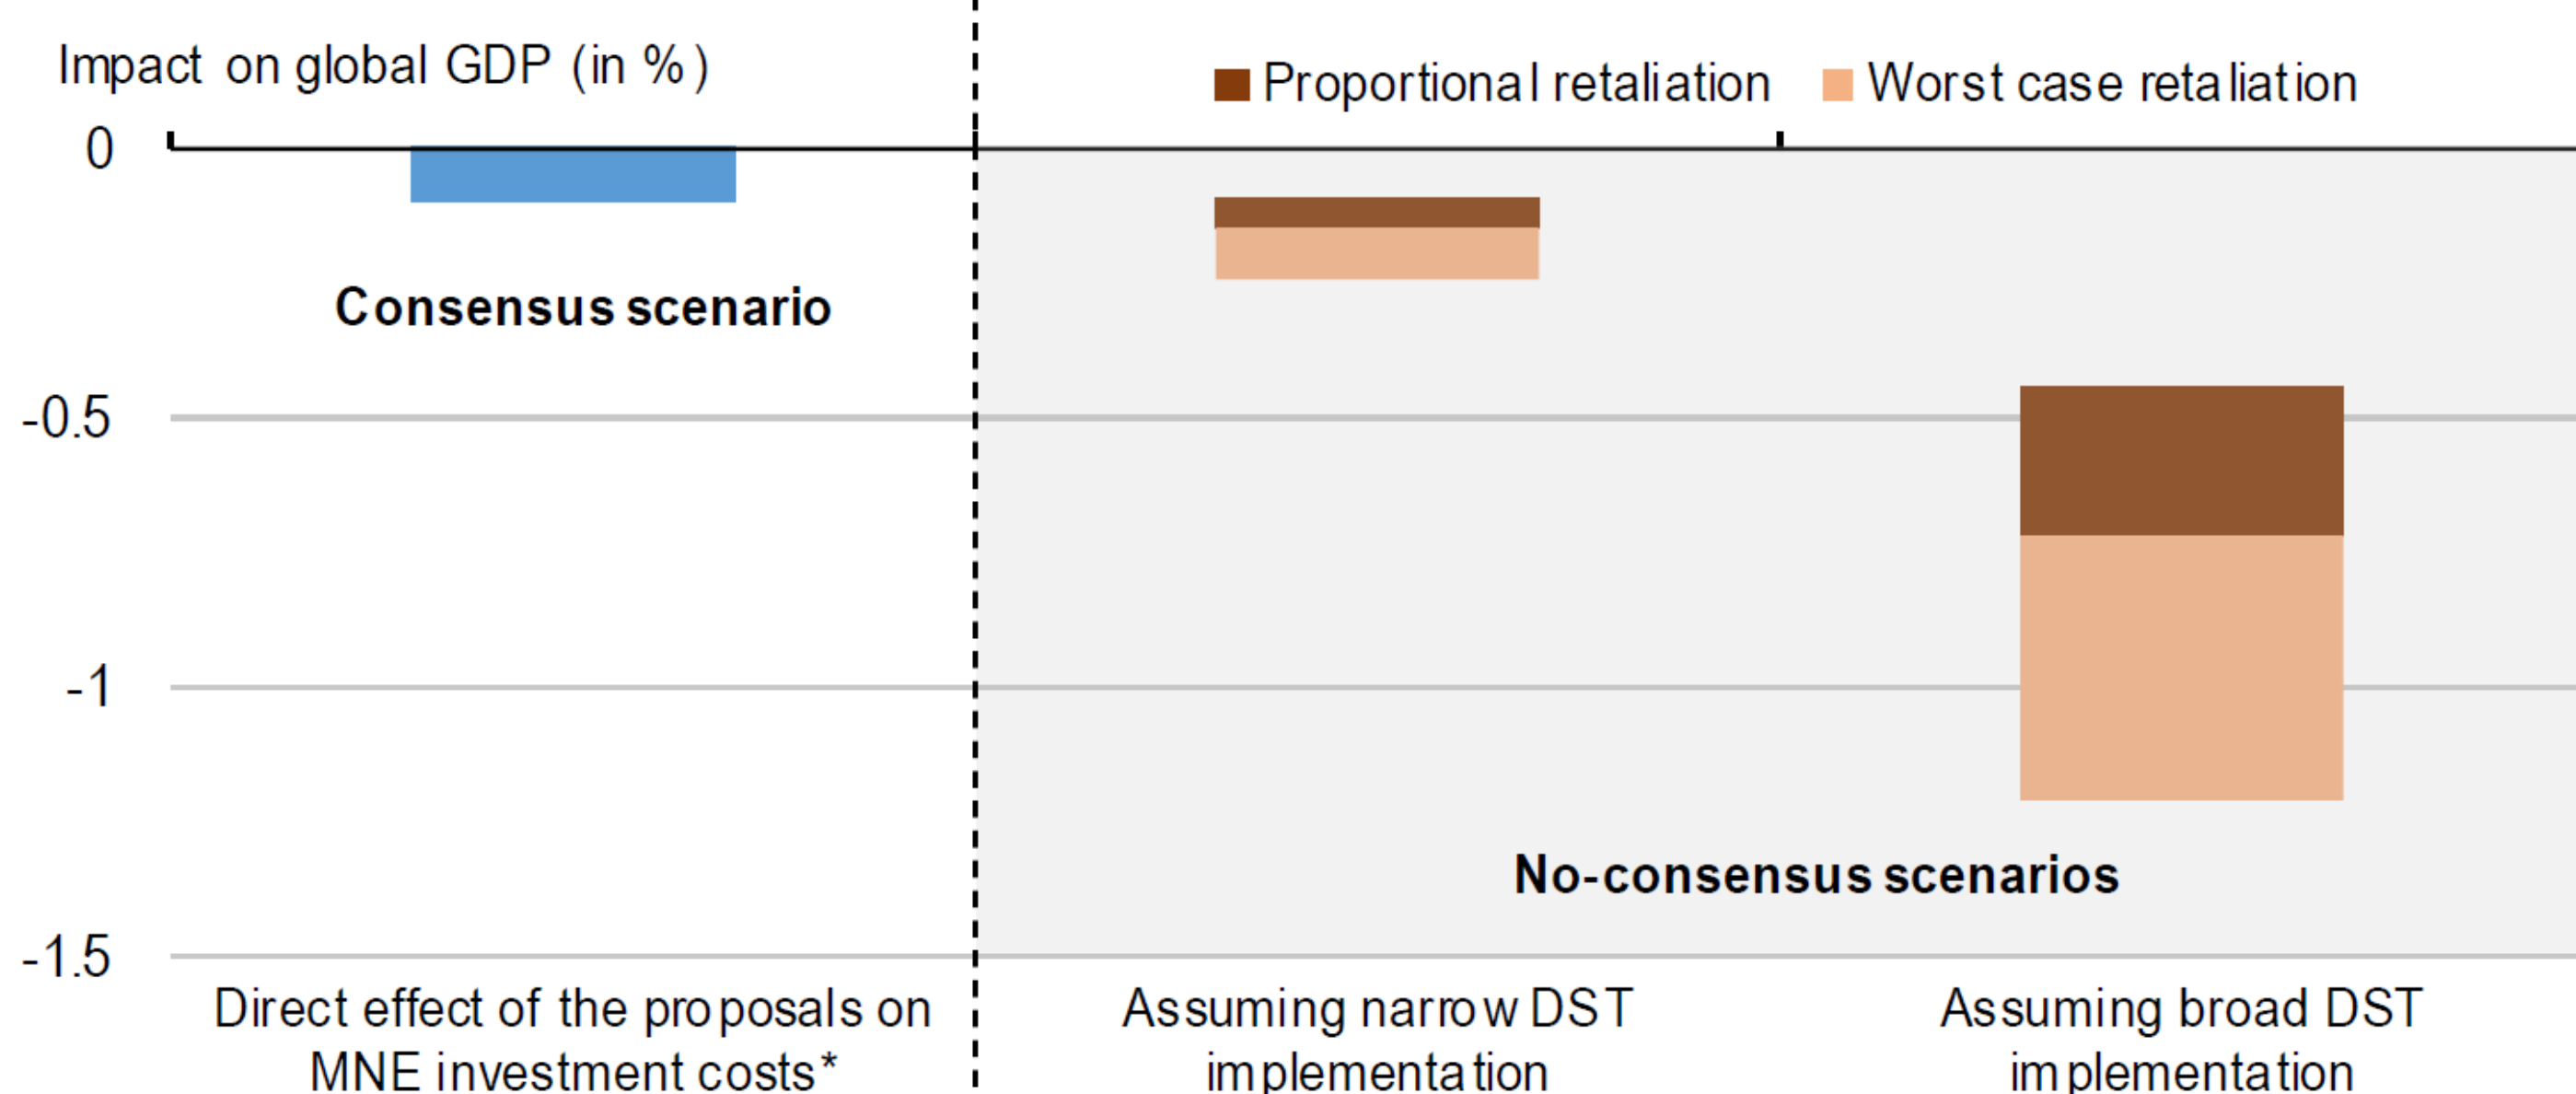 Impact on global GDP (in %)
Proportional retaliation
Worst case retaliation
0
Consensus scenario
-0.5
-1
No-consensus scenarios
-1.5
Direct effect of the proposals on
MNE investment costs*
Assuming narrow DST
implementation
Assuming broad DST
implementation